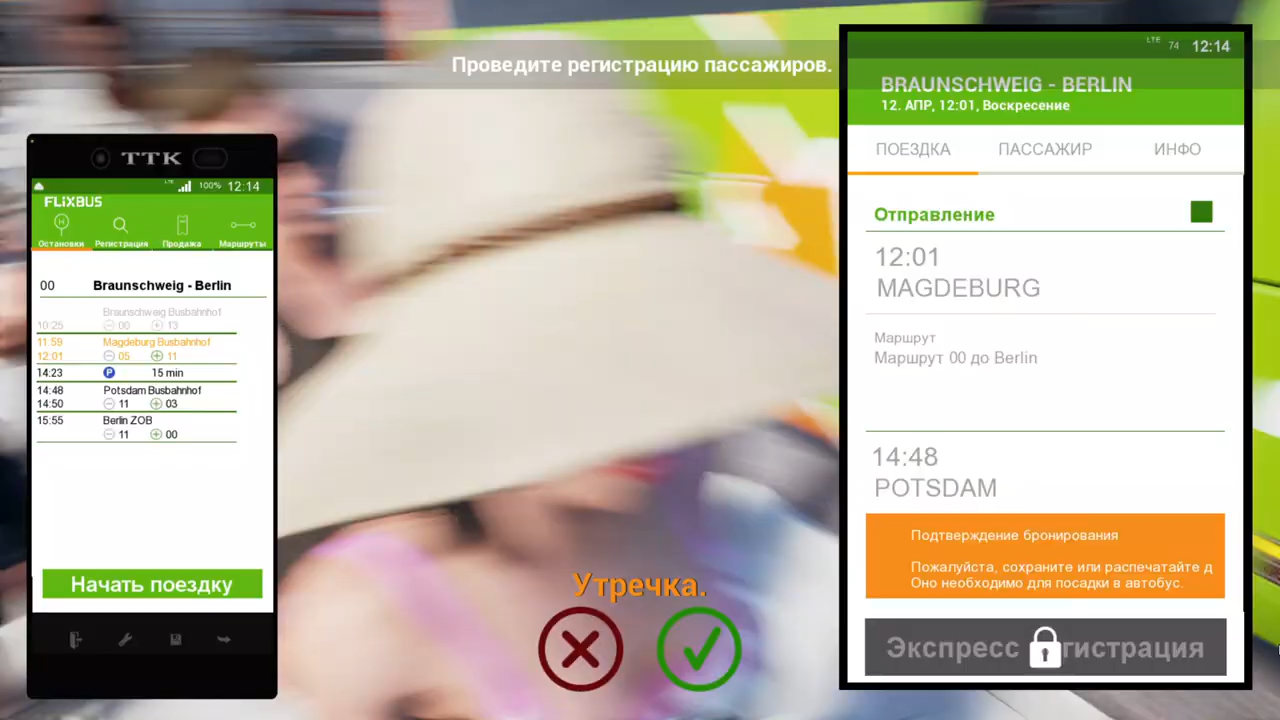 Проведите регистрацию пассажиров.
TTK
LTE 100% 12:14
FLiXBUS
Остановки Регистрация Продажа Маршруты
00 Braunschweig - Berlin
Braunschweig Busbahnhof
10:25 00 13
11:59 Magdeburg Busbahnhof
12:01 05 11
14:23 P 15 min
14:48 Potsdam Busbahnhof
14:50 11 03
15:55 Berlin ZOB
11 00
Начать поездку
Утречка.
LTE 74 12:14
BRAUNSCHWEIG - BERLIN
12. АПР, 12:01, Воскресение
ПОЕЗДКА ПАССАЖИР ИНФО
Отправление
12:01
MAGDEBURG
Маршрут
Маршрут 00 до Berlin
14:48
POTSDAM
Подтверждение бронирования
Пожалуйста, сохраните или распечатайте д
Оно необходимо для посадки в автобус.
Экспресс гистрация